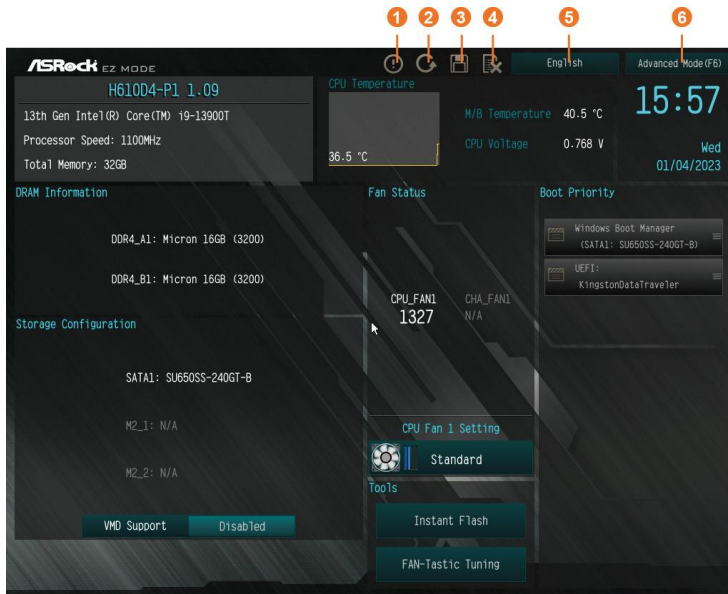 1 2 3 4 5 6
ASRock EZ MODE
English
Advanced Mode(F6)
H610D4-P1 1.09
13th Gen Intel(R) Core(TM) i9-13900T
Processor Speed: 1100MHz
Total Memory: 32GB
CPU Temperature
36.5 °C
M/B Temperature 40.5 °C
CPU Voltage 0.768 V
15:57
Wed
01/04/2023
DRAM Information
DDR4_A1: Micron 16GB (3200)
DDR4_B1: Micron 16GB (3200)
Storage Configuration
SATA1: SU650SS-240GT-B
M2_1: N/A
M2_2: N/A
VMD Support Disabled
Fan Status
CPU_FAN1
1327
CHA_FAN1
N/A
CPU Fan 1 Setting
Standard
Tools
Instant Flash
FAN-Tastic Tuning
Boot Priority
Windows Boot Manager
(SATA1: SU650SS-240GT-B)
UEFI:
KingstonDataTraveler